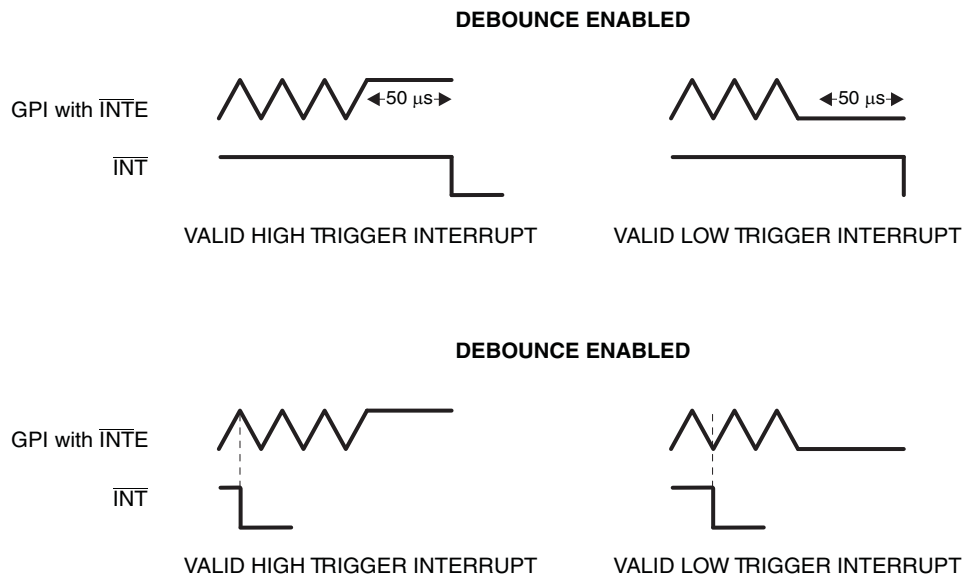 DEBOUNCE ENABLED
GPI with INTE
50 μs
50 μs
INT
VALID HIGH TRIGGER INTERRUPT
VALID LOW TRIGGER INTERRUPT
DEBOUNCE ENABLED
GPI with INTE
INT
VALID HIGH TRIGGER INTERRUPT
VALID LOW TRIGGER INTERRUPT